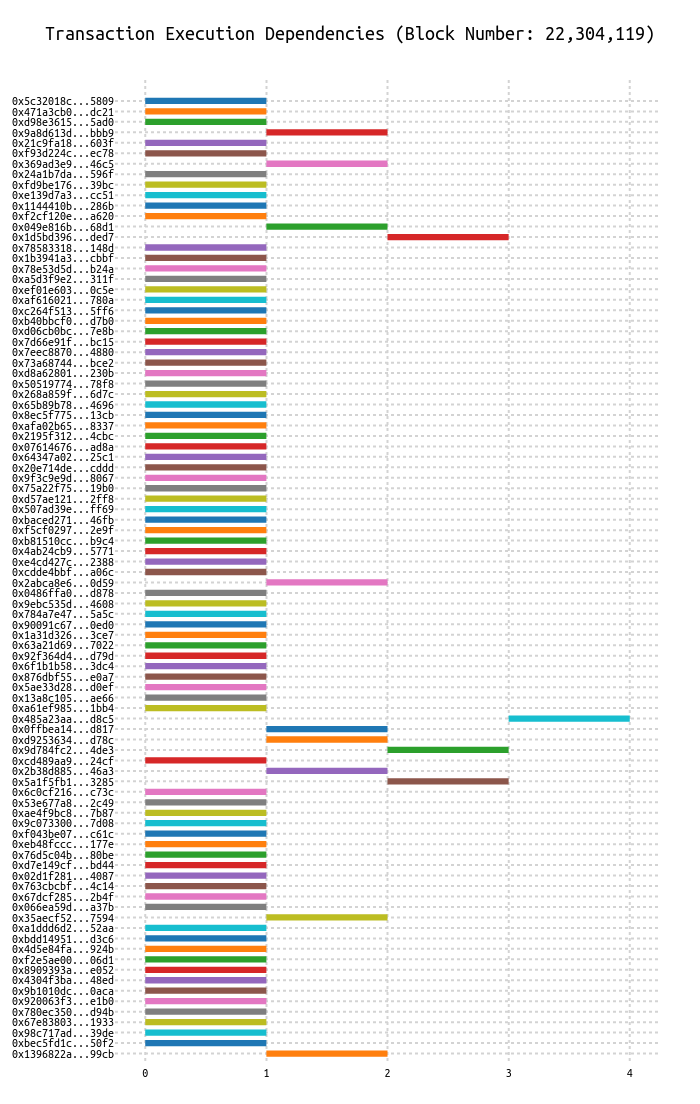 Transaction Execution Dependencies (Block Number: 22,304,119)
0x5c32018c...5809
0x471a3cb0...dc21
0xd98e3615...5ad0
0x9a8d613d...bbb9
0x21c9fa18...603f
0xf93d224c...ec78
0x369ad3e9...46c5
0x24a1b7da...596f
0xfd9be176...39bc
0xe139d7a3...cc51
0x1144410b...286b
0xf2cf120e...a620
0x049e816b...68d1
0x1d5bd396...ded7
0x78583318...148d
0x1b3941a3...cbbf
0x78e53d5d...b24a
0xa5d3f9e2...311f
0xef01e603...0c5e
0xaf616021...780a
0xc264f513...5ff6
0xb40bbcf0...d7b0
0xd06cb0bc...7e8b
0x7d66e91f...bc15
0x7eec8870...4880
0x73a68744...bce2
0xd8a62801...230b
0x50519774...78f8
0x268a859f...6d7c
0x65b89b78...4696
0x8ec5f775...13cb
0xafa02b65...8337
0x2195f312...4cbc
0x07614676...ad8a
0x64347a02...25c1
0x20e714de...cddd
0x9f3c9e9d...8067
0x75a22f75...19b0
0xd57ae121...2ff8
0x507ad39e...ff69
0xbaced271...46fb
0xf5cf0297...2e9f
0xb81510cc...b9c4
0x4ab24cb9...5771
0xe4cd427c...2388
0xcdde4bbf...a06c
0x2abca8e6...0d59
0x0486ffa0...d878
0x9ebc535d...4608
0x784a7e47...5a5c
0x90091c67...0ed0
0x1a31d326...3ce7
0x63a21d69...7022
0x92f364d4...d79d
0x6f1b1b58...3dc4
0x876dbf55...e0a7
0x5ae33d28...d0ef
0x13a8c105...ae66
0xa61ef985...1bb4
0x485a23aa...d8c5
0x0ffbea14...d817
0xd9253634...d78c
0x9d784fc2...4de3
0xcd489aa9...24cf
0x2b38d885...46a3
0x5a1f5fb1...3285
0x6c0cf216...c73c
0x53e677a8...2c49
0xae4f9bc8...7b87
0x9c073300...7d08
0xf043be07...c61c
0xeb48fccc...177e
0x76d5c04b...80be
0xd7e149cf...bd44
0x02d1f281...4087
0x763cbcbf...4c14
0x67dcf285...2b4f
0x066ea59d...a37b
0x35aecf52...7594
0xa1ddd6d2...52aa
0xbdd14951...d3c6
0x4d5e84fa...924b
0xf2e5ae00...06d1
0x8909393a...e052
0x4304f3ba...48ed
0x9b1010dc...0aca
0x920063f3...e1b0
0x780ec350...d94b
0x67e83803...1933
0x98c717ad...39de
0xbec5fd1c...50f2
0x1396822a...99cb
0 1 2 3 4